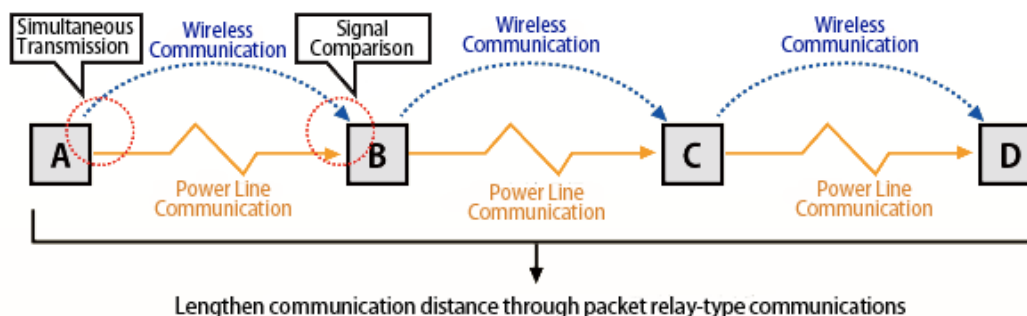 Simultaneous
Transmission
Wireless
Communication
Signal
Comparison
Wireless
Communication
Wireless
Communication
A
B
C
D
Power Line
Communication
Power Line
Communication
Power Line
Communication
Lengthen communication distance through packet relay-type communications